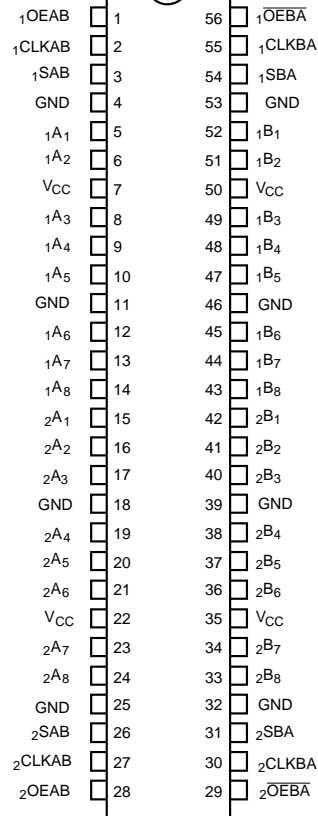 ₁OEAB 1 56 ₁O̅E̅B̅A̅
₁CLKAB 2 55 ₁CLKBA
₁SAB 3 54 ₁SBA
GND 4 53 GND
₁A₁ 5 52 ₁B₁
₁A₂ 6 51 ₁B₂
VCC 7 50 VCC
₁A₃ 8 49 ₁B₃
₁A₄ 9 48 ₁B₄
₁A₅ 10 47 ₁B₅
GND 11 46 GND
₁A₆ 12 45 ₁B₆
₁A₇ 13 44 ₁B₇
₁A₈ 14 43 ₁B₈
₂A₁ 15 42 ₂B₁
₂A₂ 16 41 ₂B₂
₂A₃ 17 40 ₂B₃
GND 18 39 GND
₂A₄ 19 38 ₂B₄
₂A₅ 20 37 ₂B₅
₂A₆ 21 36 ₂B₆
VCC 22 35 VCC
₂A₇ 23 34 ₂B₇
₂A₈ 24 33 ₂B₈
GND 25 32 GND
₂SAB 26 31 ₂SBA
₂CLKAB 27 30 ₂CLKBA
₂OEAB 28 29 ₂O̅E̅B̅A̅